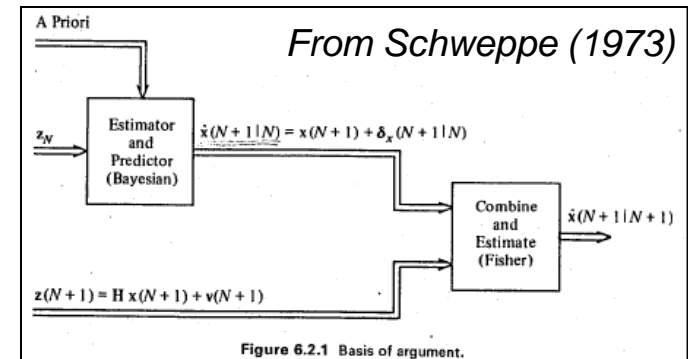 A Priori
From Schweppe (1973)
z_N
Estimator
and
Predictor
(Bayesian)
x̂(N + 1 | N) = x(N + 1) + δ_x(N + 1 | N)
Combine
and
Estimate
(Fisher)
x̂(N + 1 | N + 1)
z(N + 1) = H x(N + 1) + v(N + 1)
Figure 6.2.1 Basis of argument.